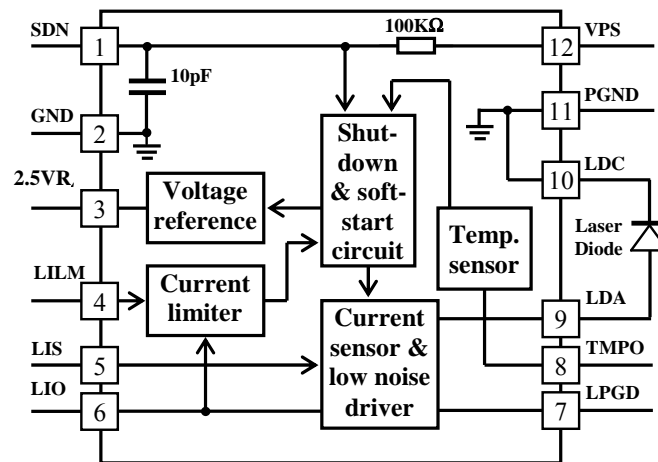 SDN
1
100KΩ
12
VPS
10pF
GND
2
11
PGND
2.5VR
3
Voltage
reference
Shut-
down
& soft-
start
circuit
10
LDC
Temp.
sensor
Laser
Diode
LILM
4
Current
limiter
9
LDA
LIS
5
Current
sensor &
low noise
driver
8
TMPO
LIO
6
7
LPGD